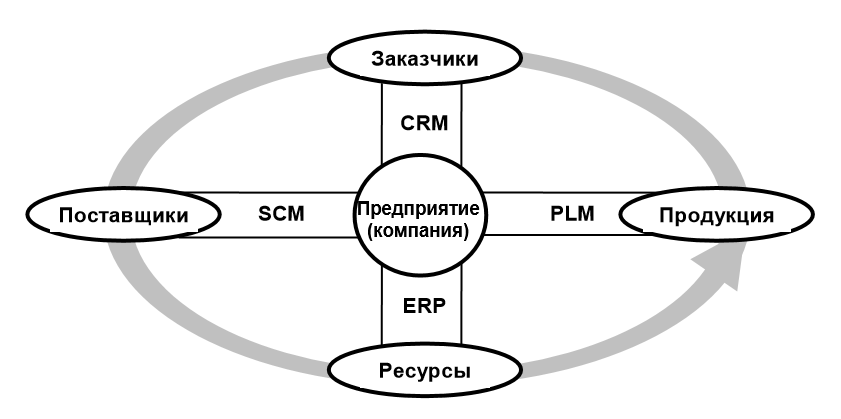 Заказчики
CRM
Поставщики
SCM
Предприятие
(компания)
PLM
Продукция
ERP
Ресурсы